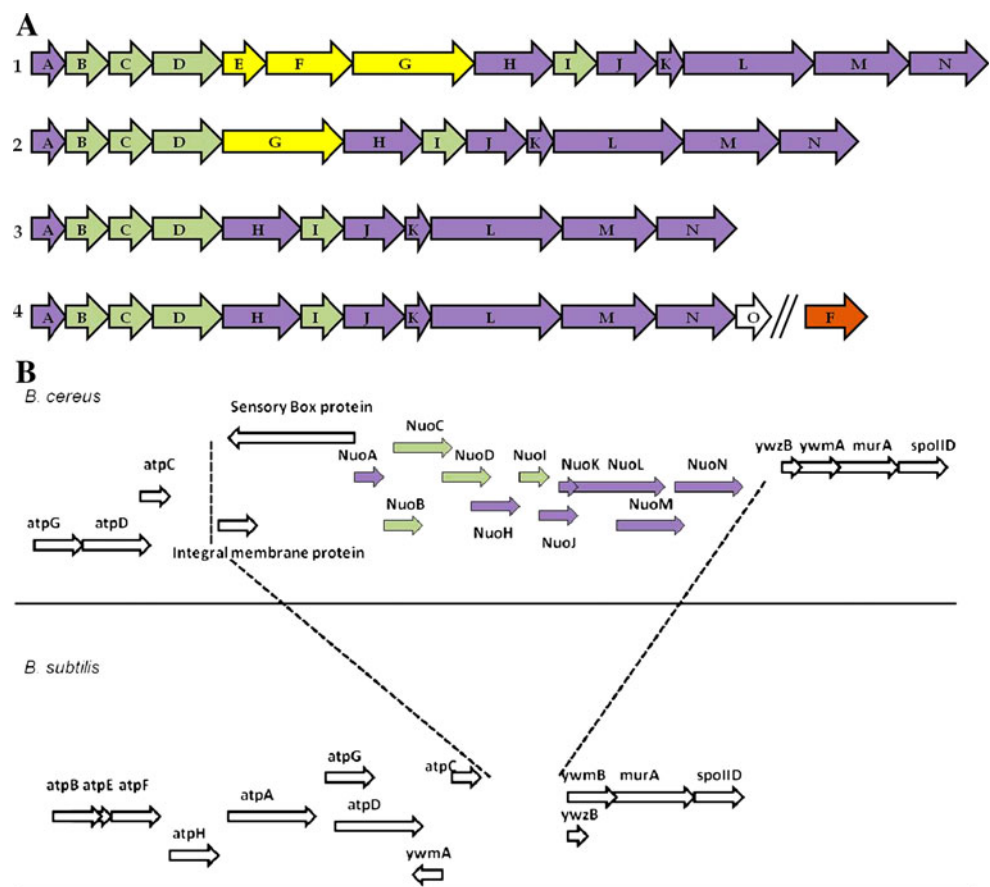 A
1 A B C D E F G H I J K L M N
2 A B C D G H I J K L M N
3 A B C D H I J K L M N
4 A B C D H I J K L M N O // F
B
B. cereus
Sensory Box protein
NuoA NuoC NuoD NuoI NuoK NuoL NuoN
ywzB ywmA murA spoIID
atpC
atpG atpD
NuoB NuoH NuoJ NuoM
Integral membrane protein
B. subtilis
atpG atpC
atpB atpE atpF atpA atpD
ywmB murA spoIID
atpH ywmA ywzB